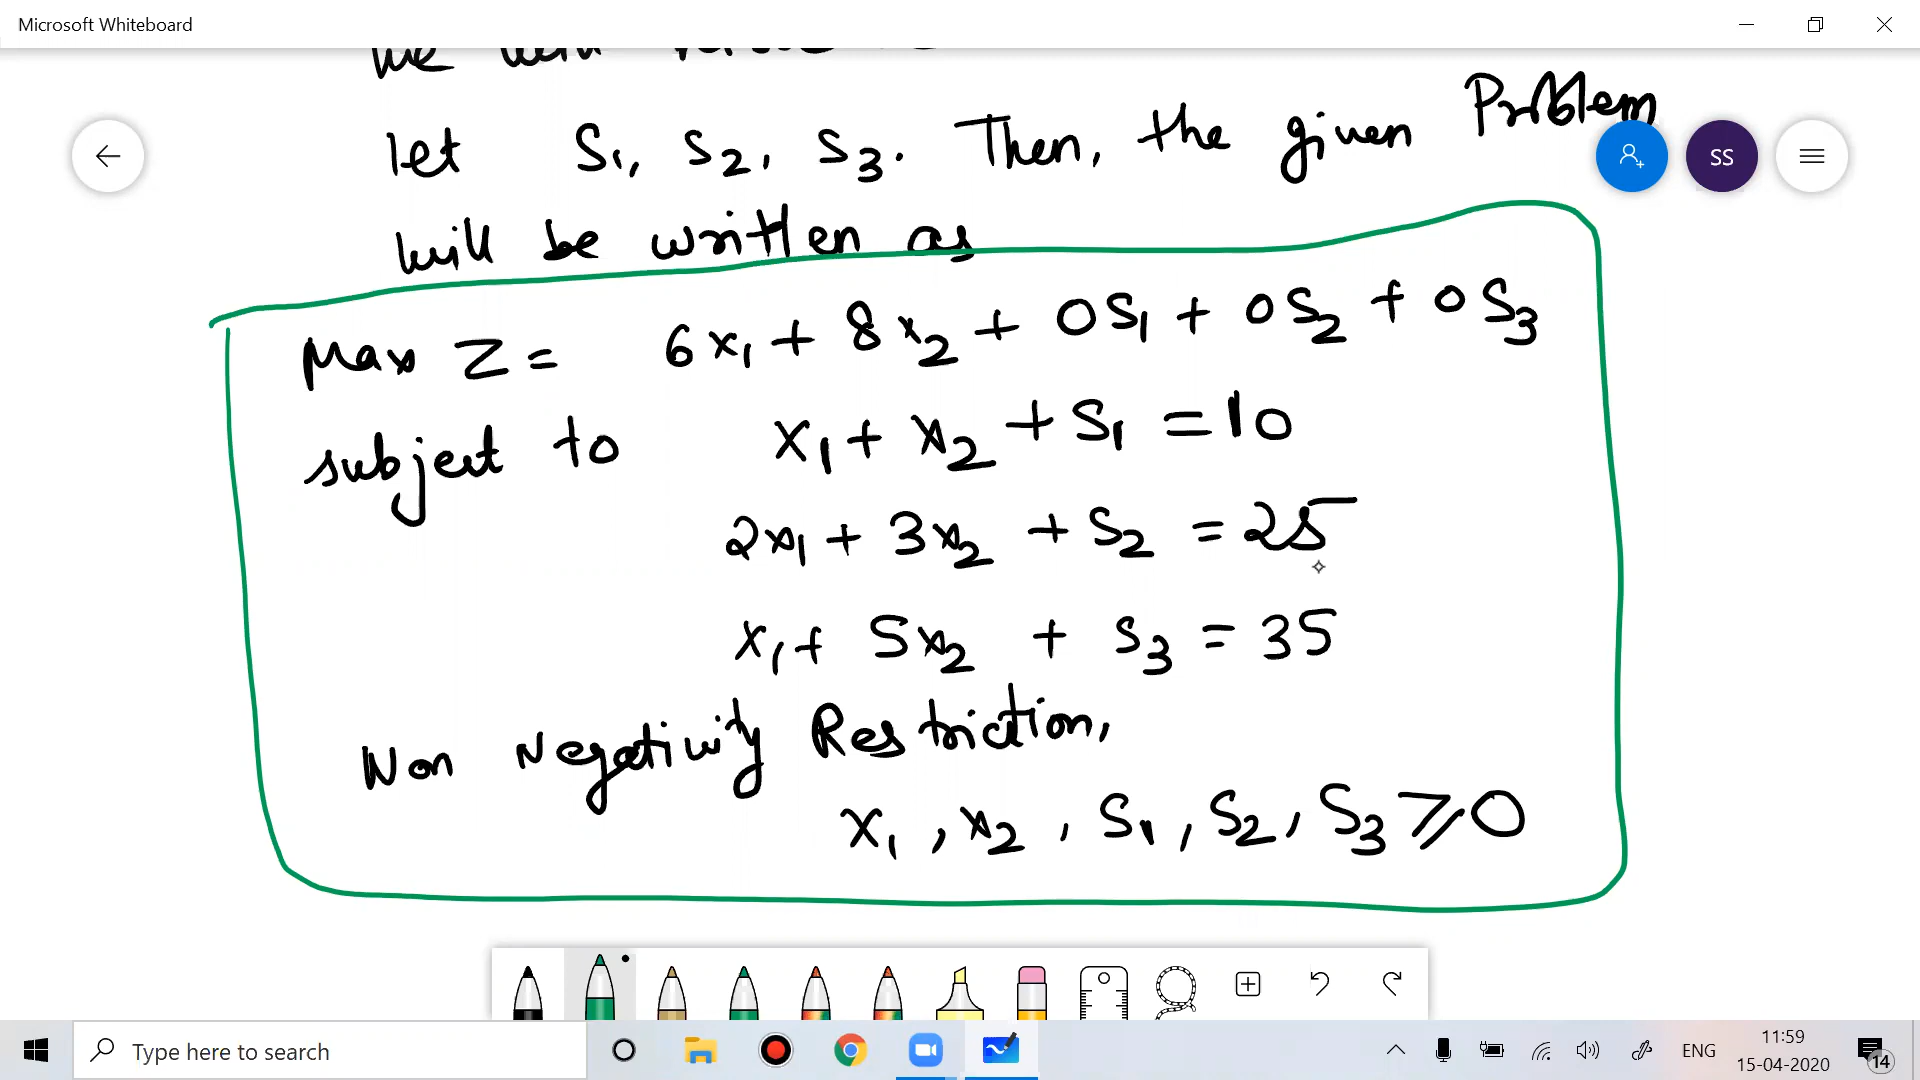 Microsoft Whiteboard
we will
let S1, S2, S3. Then, the given Problem
will be written as
SS
Max Z = 6x1 + 8x2 + 0S1 + 0S2 + 0S3
subject to x1 + x2 + S1 = 10
2x1 + 3x2 + S2 = 25
x1 + 5x2 + S3 = 35
Non Negativity Restriction,
x1, x2, S1, S2, S3 ⩾ 0
Type here to search
ENG
11:59
15-04-2020
14